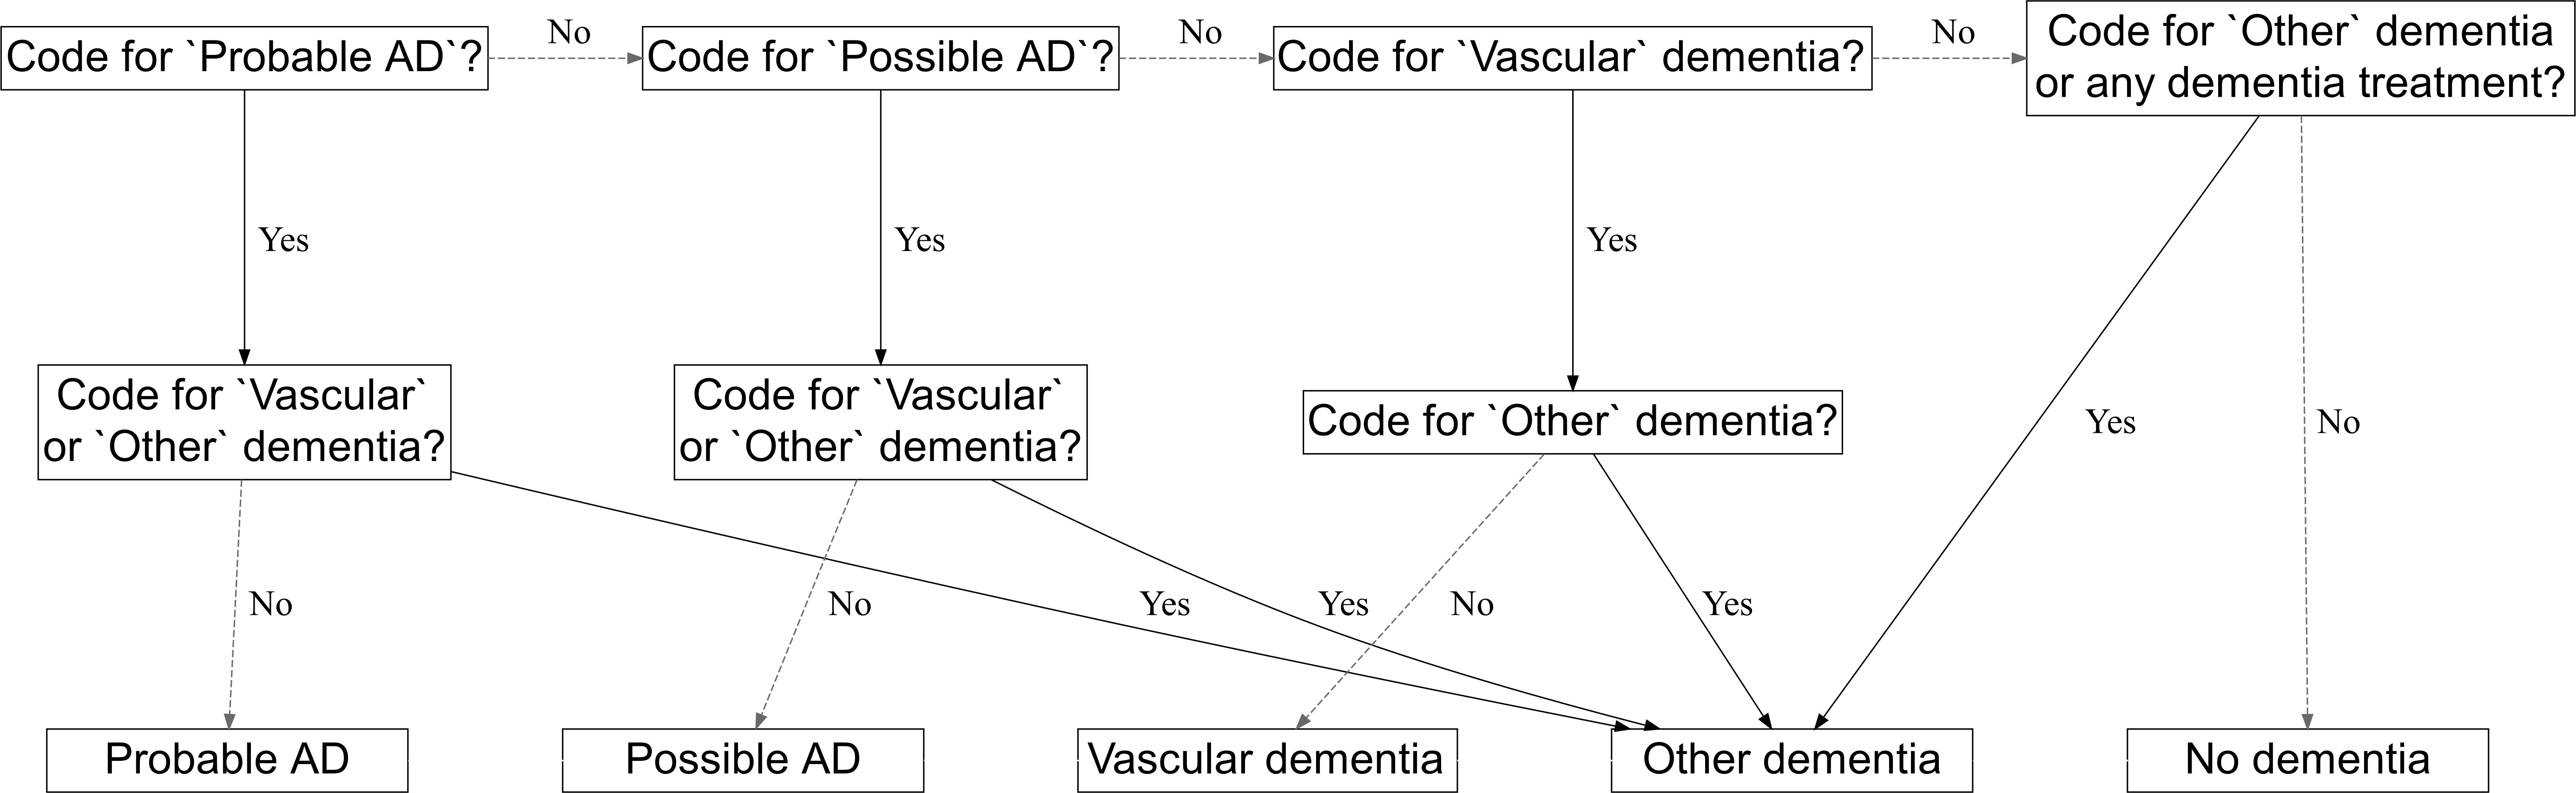 Code for `Probable AD`?
No
Code for `Possible AD`?
No
Code for `Vascular` dementia?
No
Code for `Other` dementia
or any dementia treatment?
Yes
Yes
Yes
Code for `Vascular`
or `Other` dementia?
Code for `Vascular`
or `Other` dementia?
Code for `Other` dementia?
Yes
No
No
No
Yes
Yes
No
Yes
Probable AD
Possible AD
Vascular dementia
Other dementia
No dementia